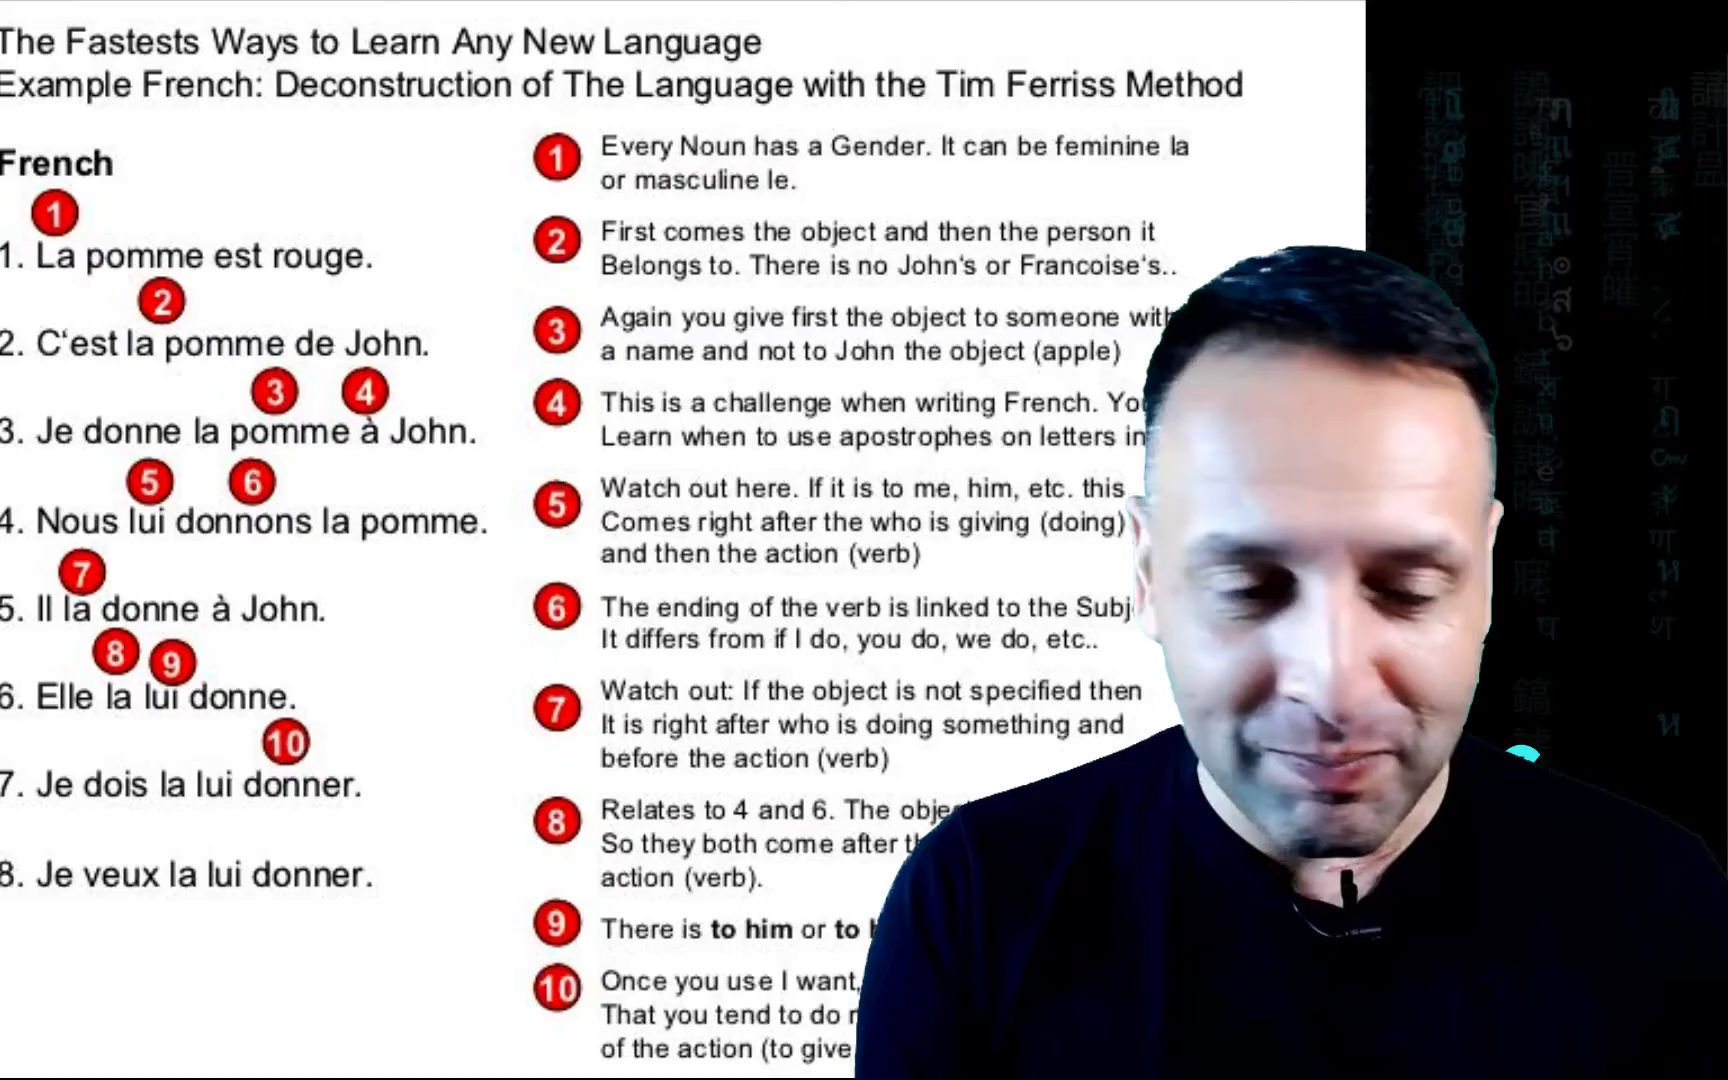 The Fastests Ways to Learn Any New Language
Example French: Deconstruction of The Language with the Tim Ferriss Method
French
1
1. La pomme est rouge.
2
2. C'est la pomme de John.
3 4
3. Je donne la pomme à John.
5 6
4. Nous lui donnons la pomme.
7
5. Il la donne à John.
8 9
6. Elle la lui donne.
10
7. Je dois la lui donner.
8. Je veux la lui donner.
1 Every Noun has a Gender. It can be feminine la
or masculine le.
2 First comes the object and then the person it
Belongs to. There is no John's or Francoise's..
3 Again you give first the object to someone with
a name and not to John the object (apple)
4 This is a challenge when writing French.
Learn when to use apostrophes on letters in
5 Watch out here. If it is to me, him, etc. this
Comes right after the who is giving (doing)
and then the action (verb)
6 The ending of the verb is linked to the
It differs from if I do, you do, we do, etc..
7 Watch out: If the object is not specified then
It is right after who is doing something and
before the action (verb)
8 Relates to 4 and 6. The
So they both come after
action (verb).
9 There is to him or to
10 Once you use I want,
That you tend to do
of the action (to give